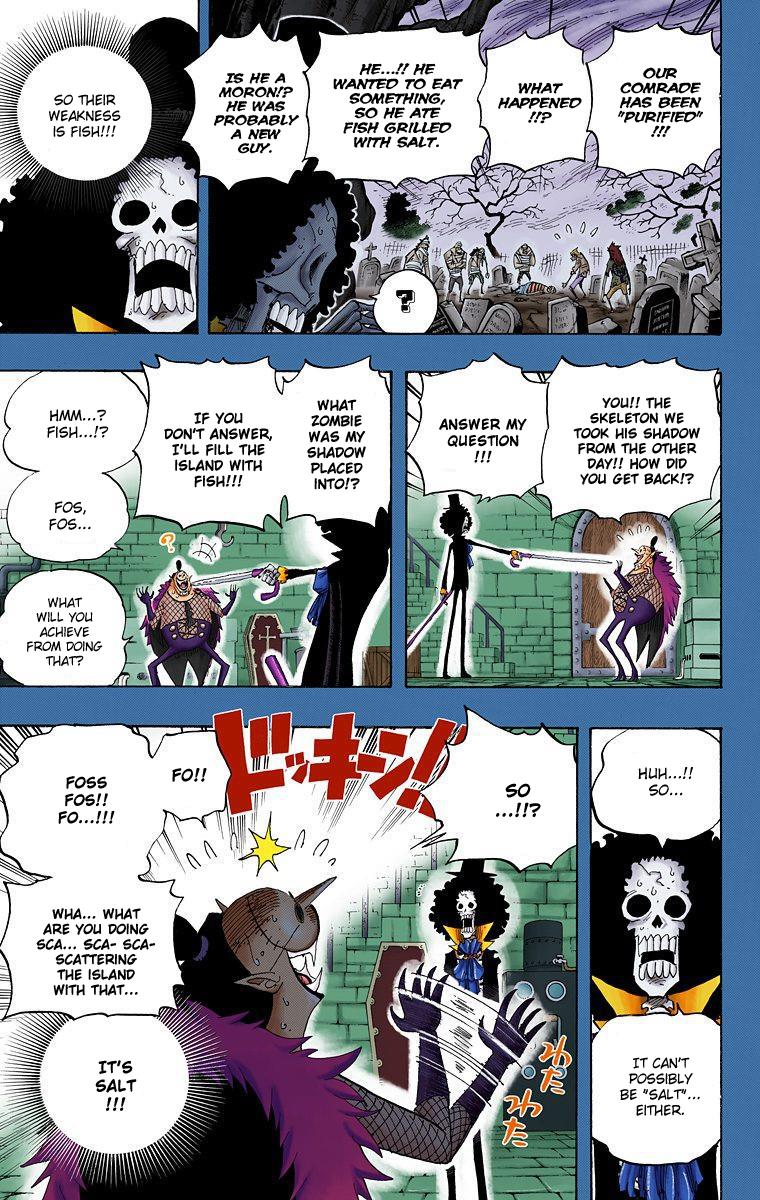 OUR
COMRADE
HAS BEEN
"PURIFIED"
!!!
WHAT
HAPPENED
!!?
HE...!! HE
WANTED TO EAT
SOMETHING,
SO HE ATE
FISH GRILLED
WITH SALT.
IS HE A
MORON!?
HE WAS
PROBABLY
A NEW
GUY.
?
SO THEIR
WEAKNESS
IS FISH!!!
YOU!! THE
SKELETON WE
TOOK HIS SHADOW
FROM THE OTHER
DAY!! HOW DID
YOU GET BACK!?
ANSWER MY
QUESTION
!!!
WHAT
ZOMBIE
WAS MY
SHADOW
PLACED
INTO!?
IF YOU
DON'T ANSWER,
I'LL FILL THE
ISLAND WITH
FISH!!!
?
HMM...?
FISH...!?
FOS,
FOS...
WHAT
WILL YOU
ACHIEVE
FROM DOING
THAT?
HUH...!!
SO...
IT CAN'T
POSSIBLY
BE "SALT"...
EITHER.
SO
...!!?
ドッキーン!
FO!!
FOSS
FOS!!
FO...!!!
WHA... WHAT
ARE YOU DOING
SCA... SCA- SCA-
SCATTERING
THE ISLAND
WITH THAT...
わた
わた
IT'S
SALT
!!!